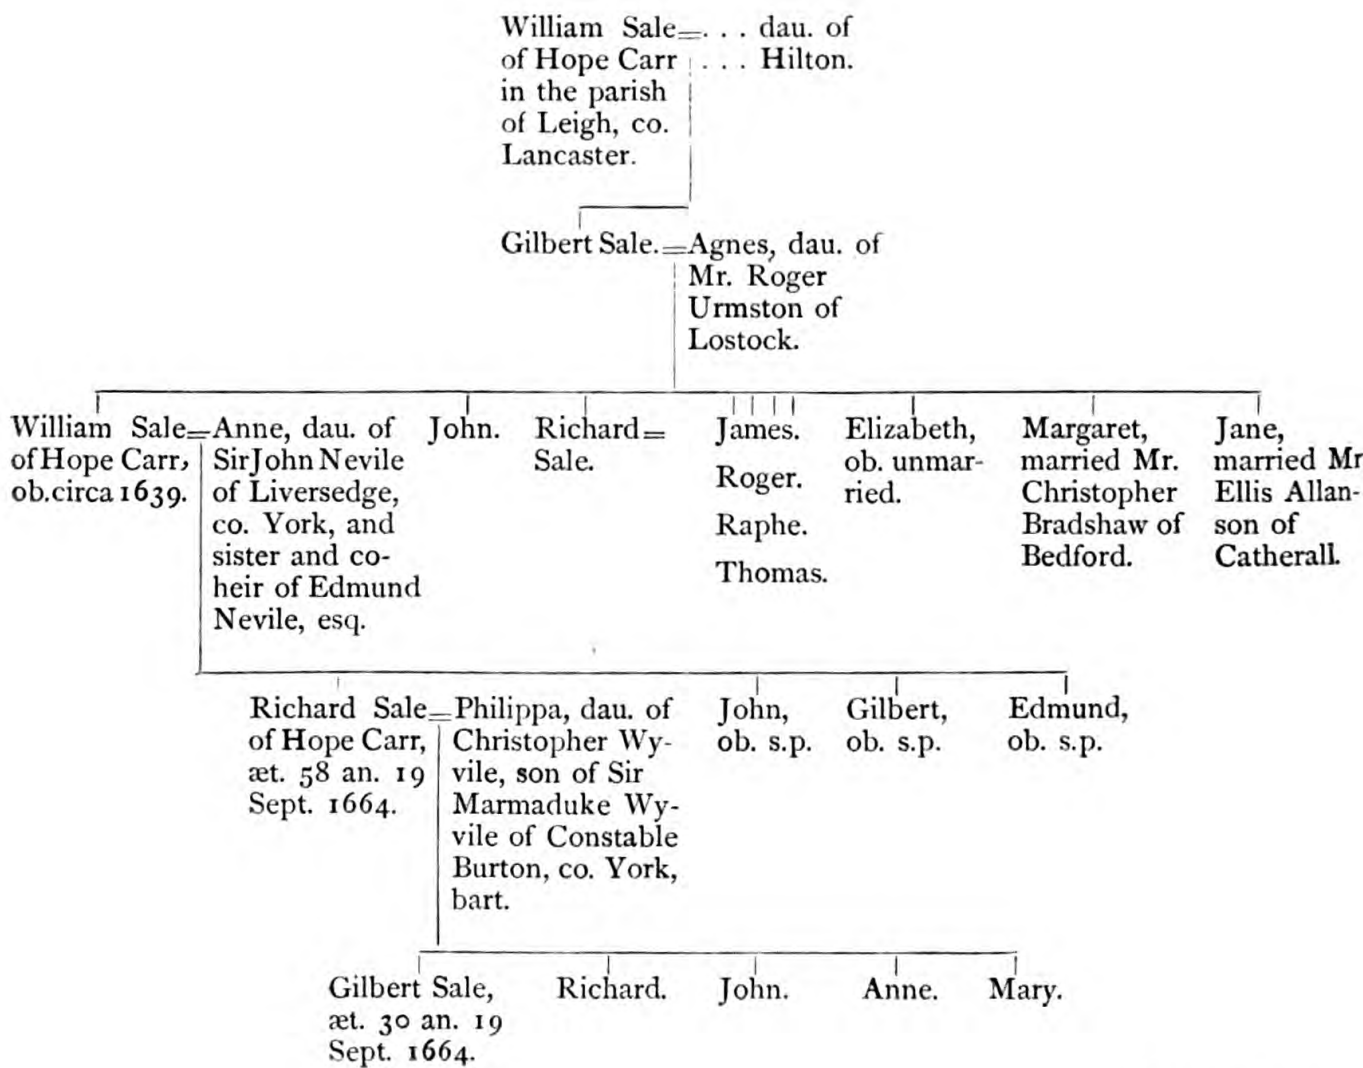 William Sale=. . . dau. of
of Hope Carr . . . Hilton.
in the parish
of Leigh, co.
Lancaster.
Gilbert Sale.=Agnes, dau. of
Mr. Roger
Urmston of
Lostock.
William Sale=
of Hope Carr,
ob. circa 1639.
Anne, dau. of
Sir John Nevile
of Liversedge,
co. York, and
sister and co-
heir of Edmund
Nevile, esq.
John.
Richard=
Sale.
James.
Roger.
Raphe.
Thomas.
Elizabeth,
ob. unmar-
ried.
Margaret,
married Mr.
Christopher
Bradshaw of
Bedford.
Jane,
married Mr
Ellis Allan-
son of
Catherall.
Richard Sale=
of Hope Carr,
æt. 58 an. 19
Sept. 1664.
Philippa, dau. of
Christopher Wy-
vile, son of Sir
Marmaduke Wy-
vile of Constable
Burton, co. York,
bart.
John,
ob. s.p.
Gilbert,
ob. s.p.
Edmund,
ob. s.p.
Gilbert Sale,
æt. 30 an. 19
Sept. 1664.
Richard.
John.
Anne.
Mary.